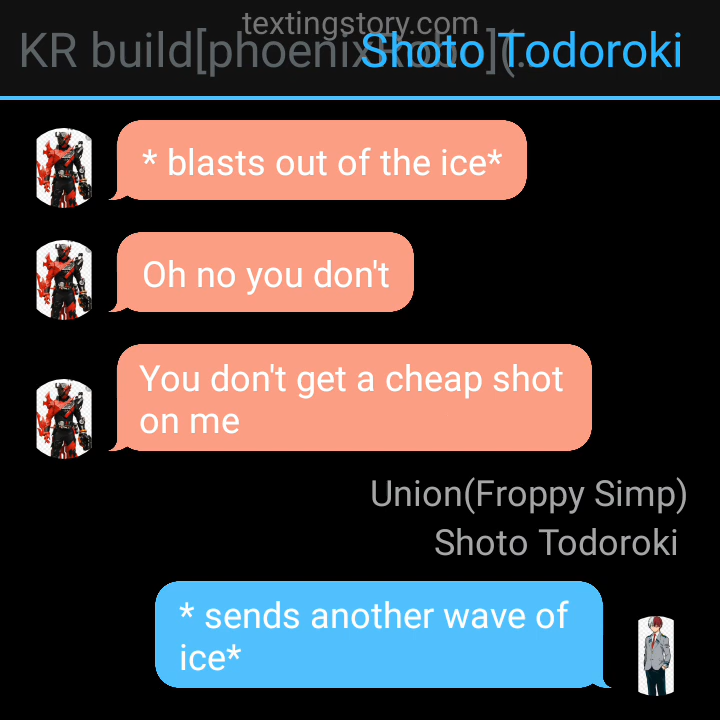 textingstory.com
KR build[phoenix ](.. Shoto Todoroki
* blasts out of the ice*
Oh no you don't
You don't get a cheap shot
on me
Union(Froppy Simp)
Shoto Todoroki
* sends another wave of
ice*